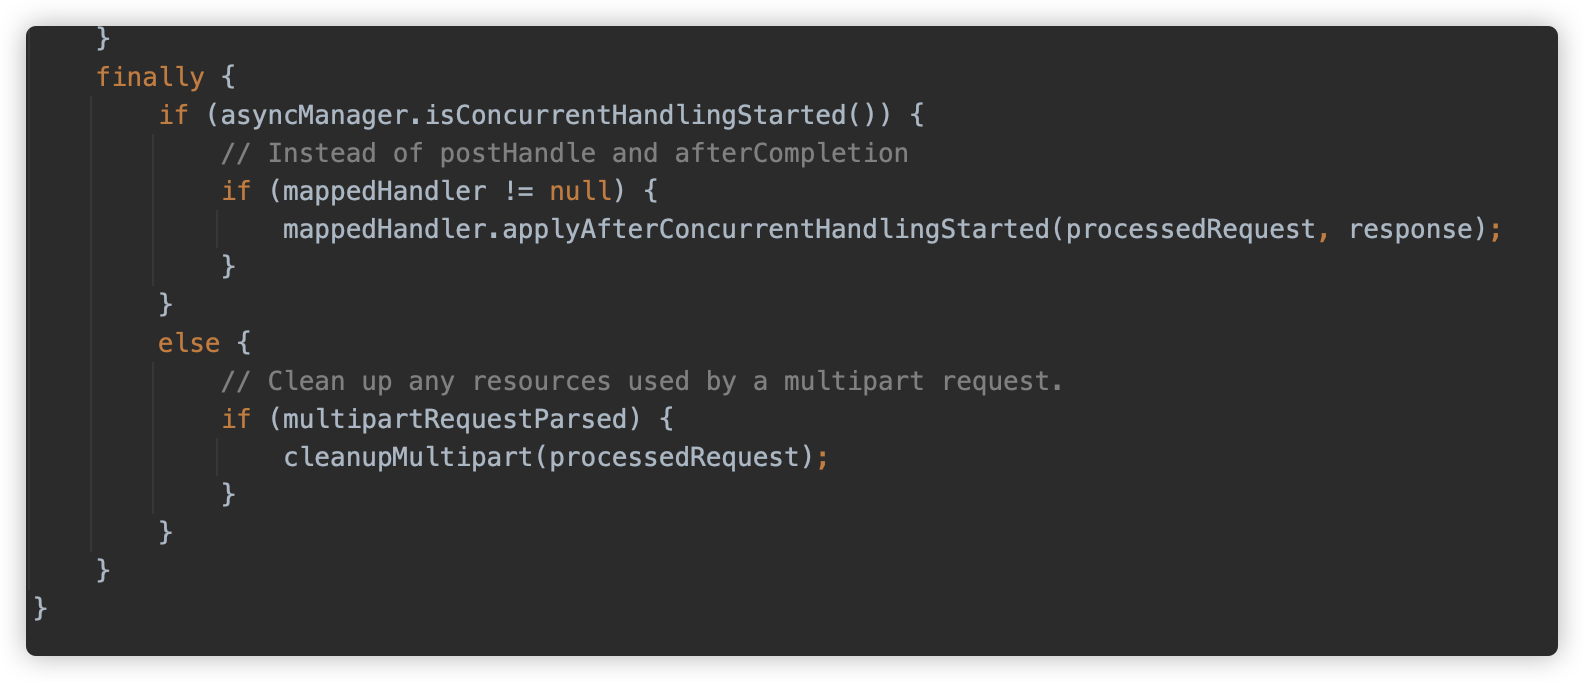 }
finally {
if (asyncManager.isConcurrentHandlingStarted()) {
// Instead of postHandle and afterCompletion
if (mappedHandler != null) {
mappedHandler.applyAfterConcurrentHandlingStarted(processedRequest, response);
}
}
else {
// Clean up any resources used by a multipart request.
if (multipartRequestParsed) {
cleanupMultipart(processedRequest);
}
}
}
}